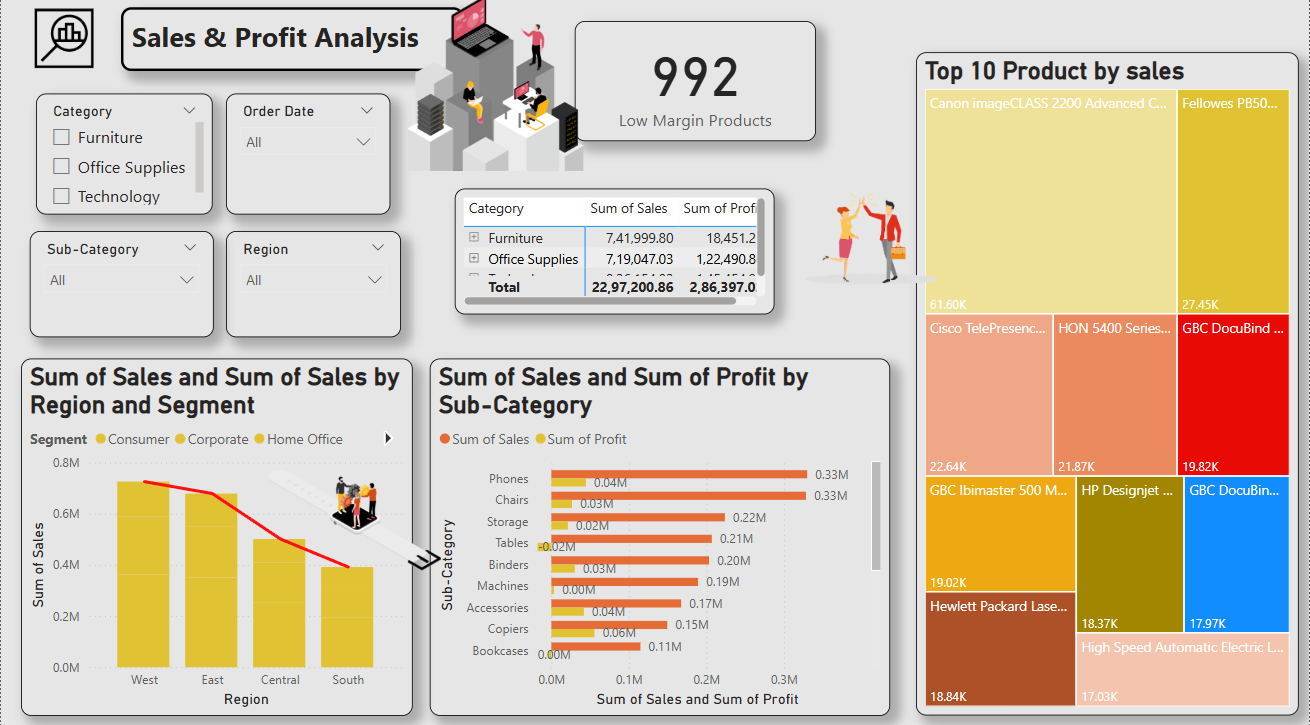 Sales & Profit Analysis
992
Low Margin Products
Category
Furniture
Office Supplies
Technology
Order Date
All
Sub-Category
All
Region
All
Category Sum of Sales Sum of Profi
Furniture 7,41,999.80 18,451.2
Office Supplies 7,19,047.03 1,22,490.8
Total 22,97,200.86 2,86,397.0
Sum of Sales and Sum of Sales by
Region and Segment
Segment Consumer Corporate Home Office
0.8M
0.6M
0.4M
0.2M
0.0M
Sum of Sales
West East Central South
Region
Sum of Sales and Sum of Profit by
Sub-Category
Sum of Sales Sum of Profit
Sub-Category
Phones 0.33M
0.04M
Chairs 0.33M
0.03M
Storage 0.22M
0.02M
Tables 0.21M
-0.02M
Binders 0.20M
0.03M
Machines 0.19M
0.00M
Accessories 0.17M
0.04M
Copiers 0.15M
0.06M
Bookcases 0.11M
0.00M
0.0M 0.1M 0.2M 0.3M
Sum of Sales and Sum of Profit
Top 10 Product by sales
Canon imageCLASS 2200 Advanced C...
61.60K
Fellowes PB50...
27.45K
Cisco TelePresenc...
22.64K
HON 5400 Series...
21.87K
GBC DocuBind ...
19.82K
GBC Ibimaster 500 M...
19.02K
HP Designjet ...
18.37K
GBC DocuBin...
17.97K
Hewlett Packard Lase...
18.84K
High Speed Automatic Electric L...
17.03K